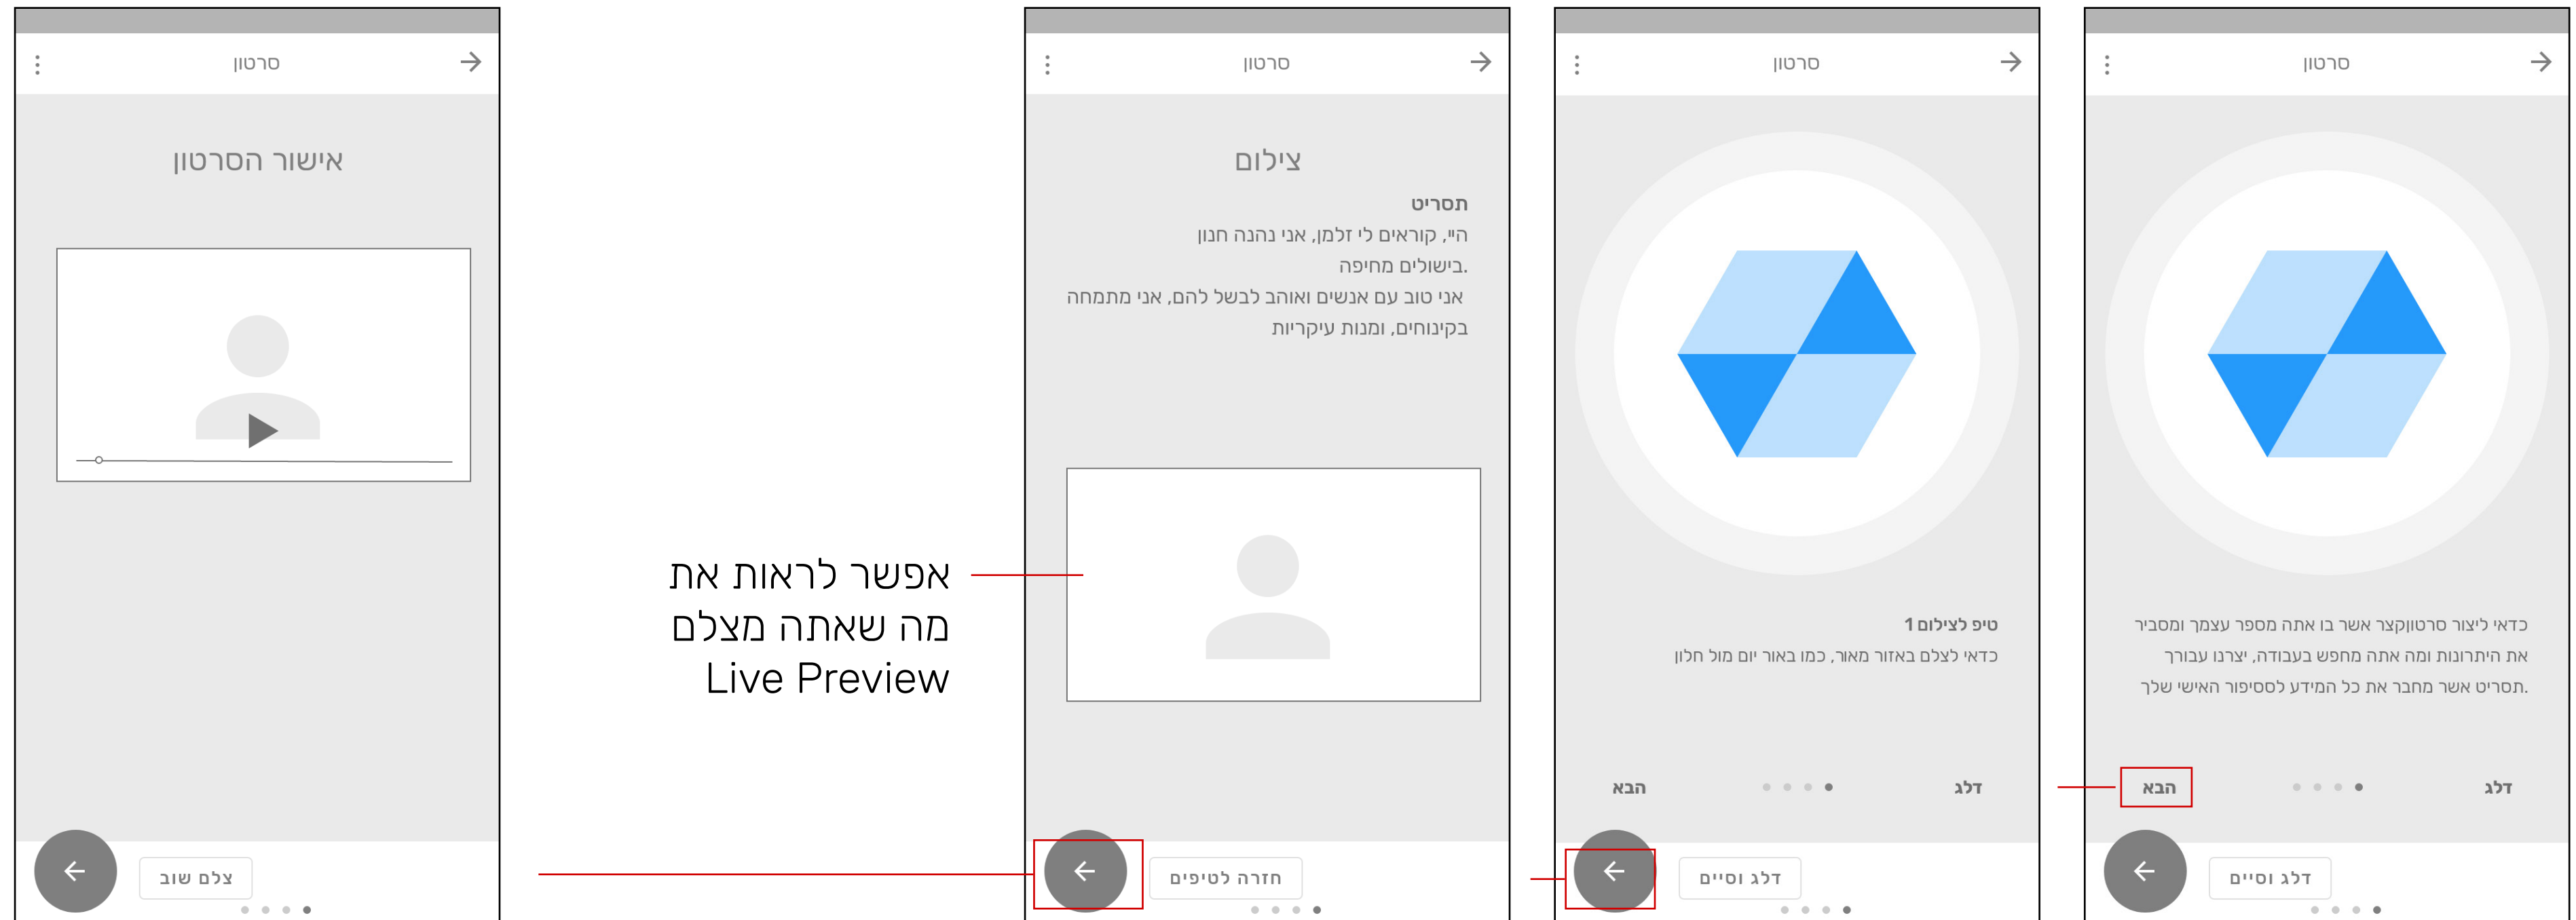 סרטון
כדאי ליצור סרטוןקצר אשר בו אתה מספר עצמך ומסביר
את היתרונות ומה אתה מחפש בעבודה, יצרנו עבורך
תסריט אשר מחבר את כל המידע לססיפור האישי שלך.
דלג
הבא
דלג וסיים
סרטון
טיפ לצילום 1
כדאי לצלם באזור מאור, כמו באור יום מול חלון
דלג
הבא
דלג וסיים
סרטון
צילום
תסריט
היי, קוראים לי זלמן, אני נהנה חנון
בישולים מחיפה.
אני טוב עם אנשים ואוהב לבשל להם, אני מתמחה
בקינוחים, ומנות עיקריות
חזרה לטיפים
אפשר לראות את
מה שאתה מצלם
Live Preview
סרטון
אישור הסרטון
צלם שוב